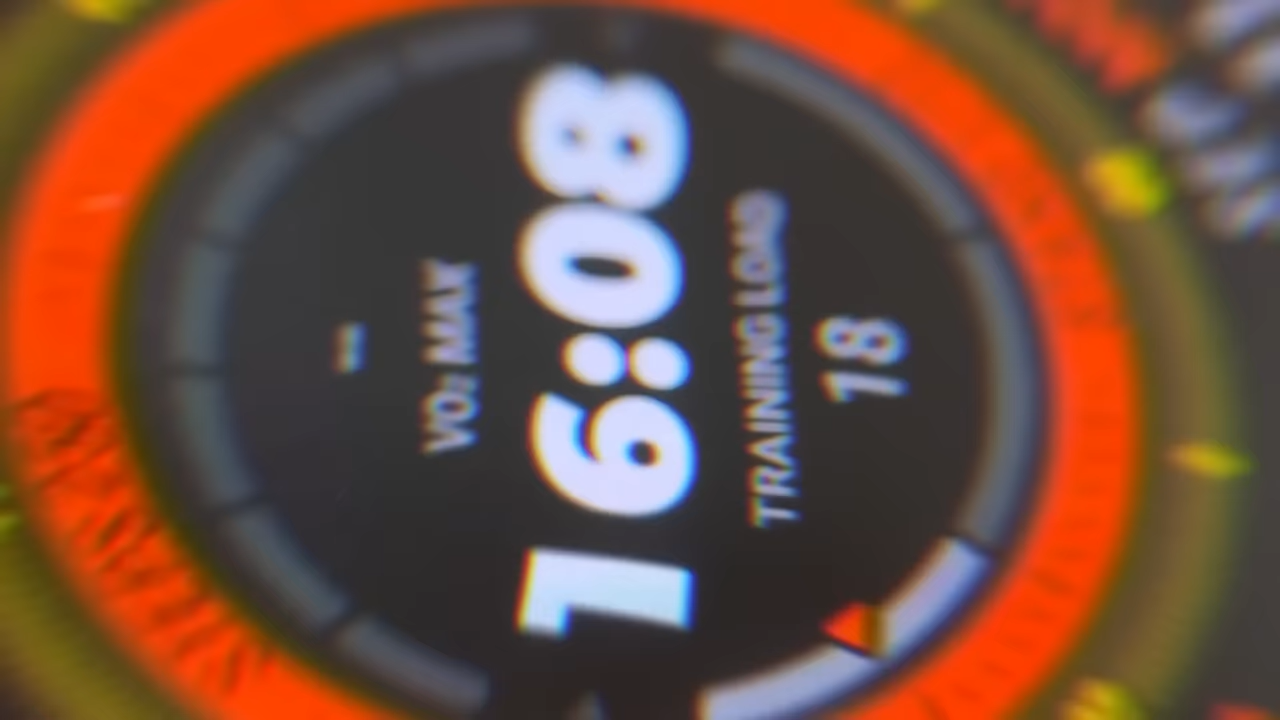 --
VO₂ MAX
16:08
TRAINING LOAD
18